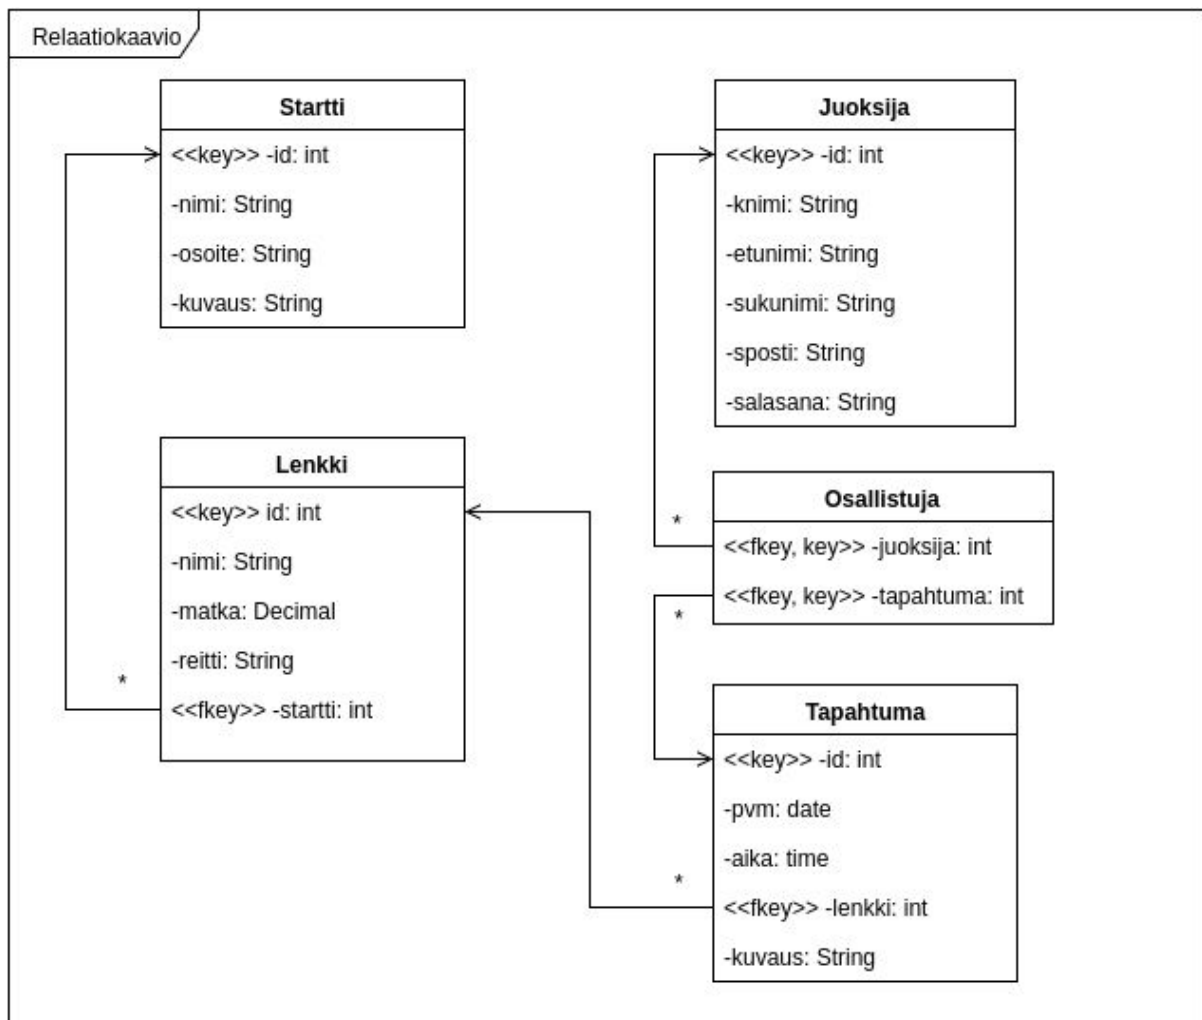 Relaatiokaavio
Startti
<<key>> -id: int
-nimi: String
-osoite: String
-kuvaus: String
Lenkki
<<key>> id: int
-nimi: String
-matka: Decimal
-reitti: String
<<fkey>> -startti: int
*
Juoksija
<<key>> -id: int
-knimi: String
-etunimi: String
-sukunimi: String
-sposti: String
-salasana: String
Osallistuja
*
<<fkey, key>> -juoksija: int
<<fkey, key>> -tapahtuma: int
*
Tapahtuma
<<key>> -id: int
-pvm: date
-aika: time
*
<<fkey>> -lenkki: int
-kuvaus: String